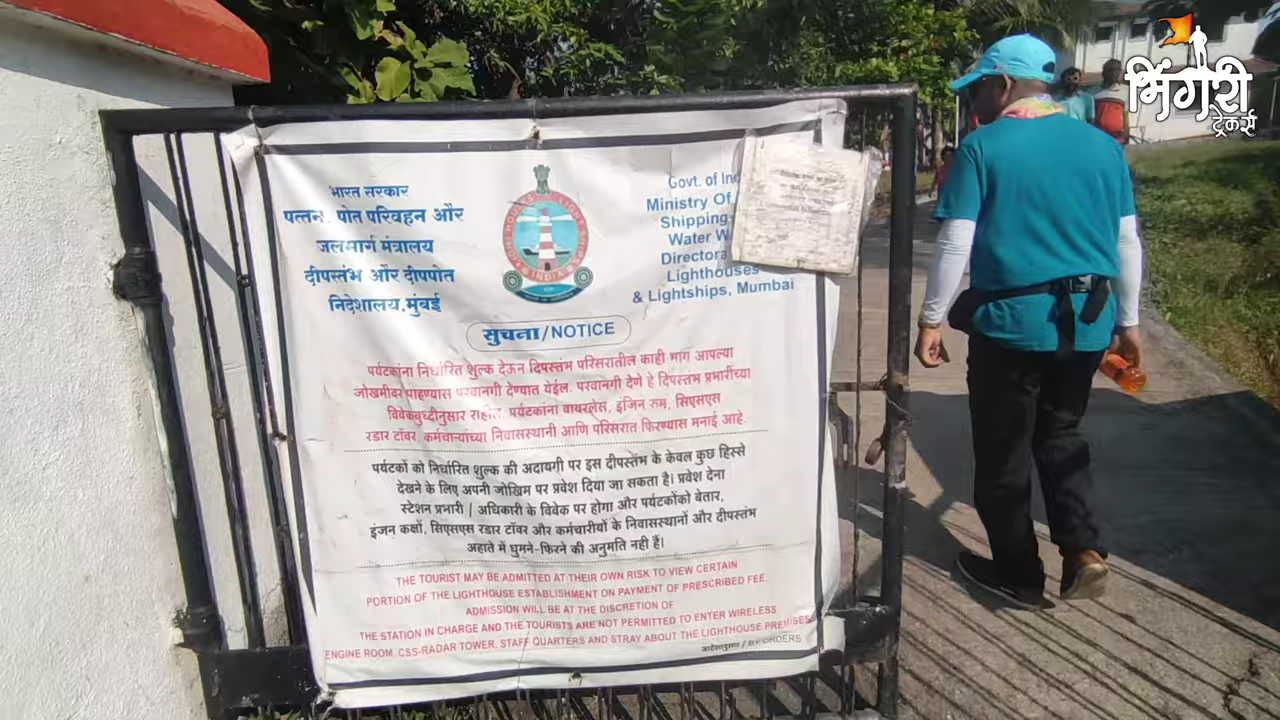 भारत सरकार
पत्तन, पोत परिवहन और
जलमार्ग मंत्रालय
दीपस्तंभ और दीपपोत
निदेशालय,मुंबई
Govt. of
Ministry Of
Shipping
Water
Lighthouses
& Lightships, Mumbai
सुचना/NOTICE
पर्यटकांना निर्धारित शुल्क देऊन दिपस्तंभ परिसरातील काही भाग आपल्या
जोखमीवर पाहण्यास परवानगी देण्यात येईल. परवानगी देणे हे दिपस्तंभ प्रभारींच्या
विवेकबुध्दीनुसार राहील. पर्यटकाना वायरलेस, इंजिन रुम, सिएसएस
रडार टॉवर, कर्मचाऱ्यांच्या निवासस्थानी आणि परिसरात फिरण्यास मनाई आहे.
पर्यटकों को निर्धारित शुल्क की अदायगी पर इस दीपस्तंभ के केवल कुछ हिस्से
देखने के लिए अपनी जोखिम पर प्रवेश दिया जा सकता है। प्रवेश देना
स्टेशन प्रभारी / अधिकारी के विवेक पर होगा और पर्यटकोंको बेतार,
इंजन कक्षों, सिएसएस रडार टॉवर और कर्मचारीयों के निवासस्थानों और दीपस्तंभ
अहाते में घुमने-फिरने की अनुमति नही हैं।
THE TOURIST MAY BE ADMITTED AT THEIR OWN RISK TO VIEW CERTAIN
PORTION OF THE LIGHTHOUSE ESTABLISHMENT ON PAYMENT OF PRESCRIBED FEE.
ADMISSION WILL BE AT THE DISCRETION OF
THE STATION IN CHARGE AND THE TOURISTS ARE NOT PERMITTED TO ENTER WIRELESS
ENGINE ROOM, CSS-RADAR TOWER, STAFF QUARTERS AND STRAY ABOUT THE LIGHTHOUSE PREMISES
आदेशानुसार / BY ORDERS
भिंगरी
ट्रेकर्स